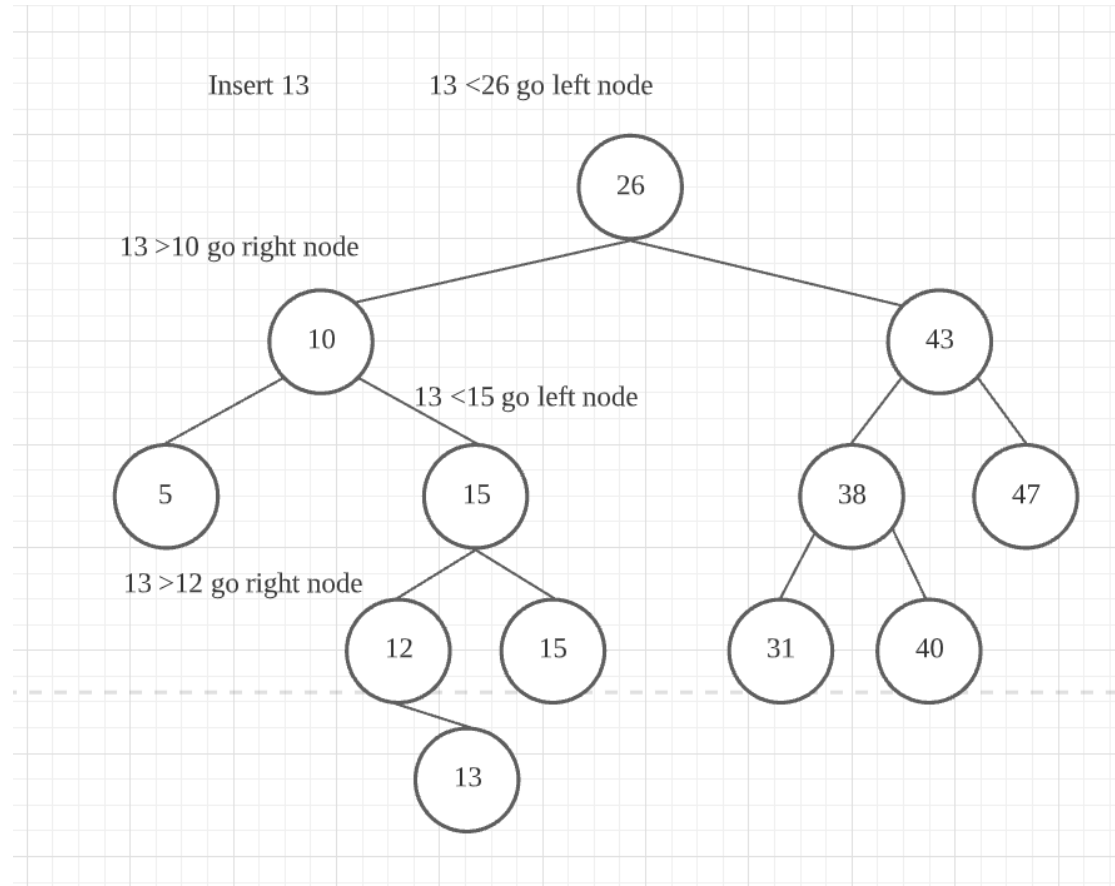 Insert 13
13 <26 go left node
26
13 >10 go right node
10
43
13 <15 go left node
5
15
38
47
13 >12 go right node
12
15
31
40
13